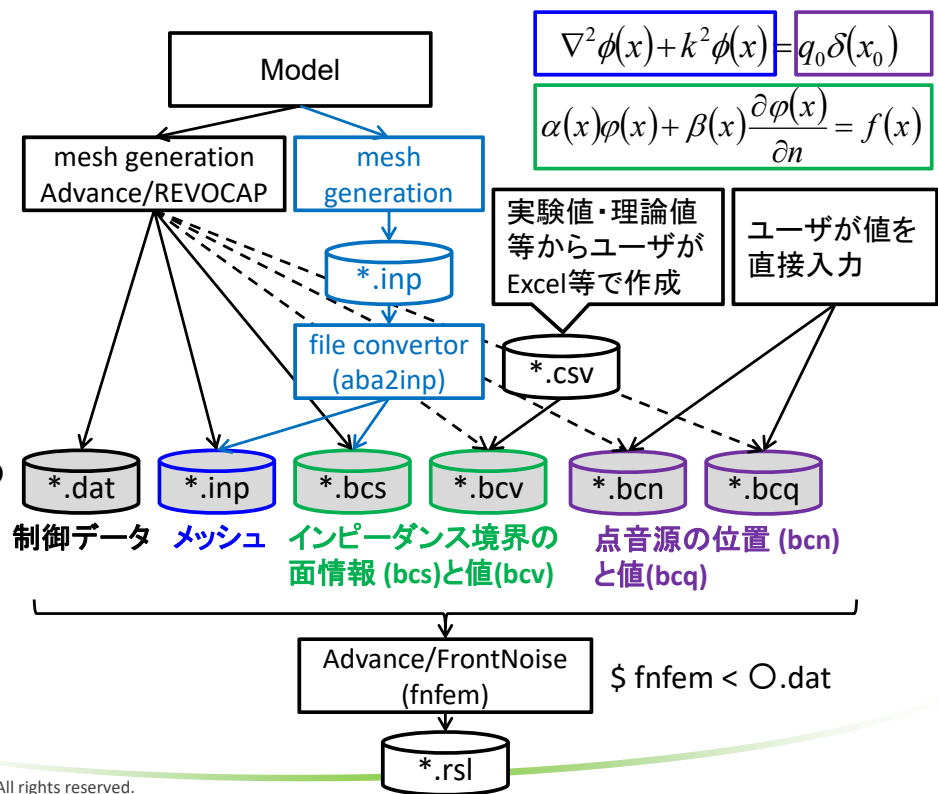 ∇²ϕ(x)+k²ϕ(x)=q₀δ(x₀)
Model
α(x)φ(x)+β(x)∂φ(x)/∂n=f(x)
mesh generation
Advance/REVOCAP
mesh
generation
実験値・理論値
等からユーザが
Excel等で作成
ユーザが値を
直接入力
*.inp
file convertor
(aba2inp)
*.csv
*.dat
*.inp
*.bcs
*.bcv
*.bcn
*.bcq
制御データ
メッシュ
インピーダンス境界の
面情報 (bcs)と値(bcv)
点音源の位置 (bcn)
と値(bcq)
Advance/FrontNoise
(fnfem)
$ fnfem < 〇.dat
*.rsl
All rights reserved.